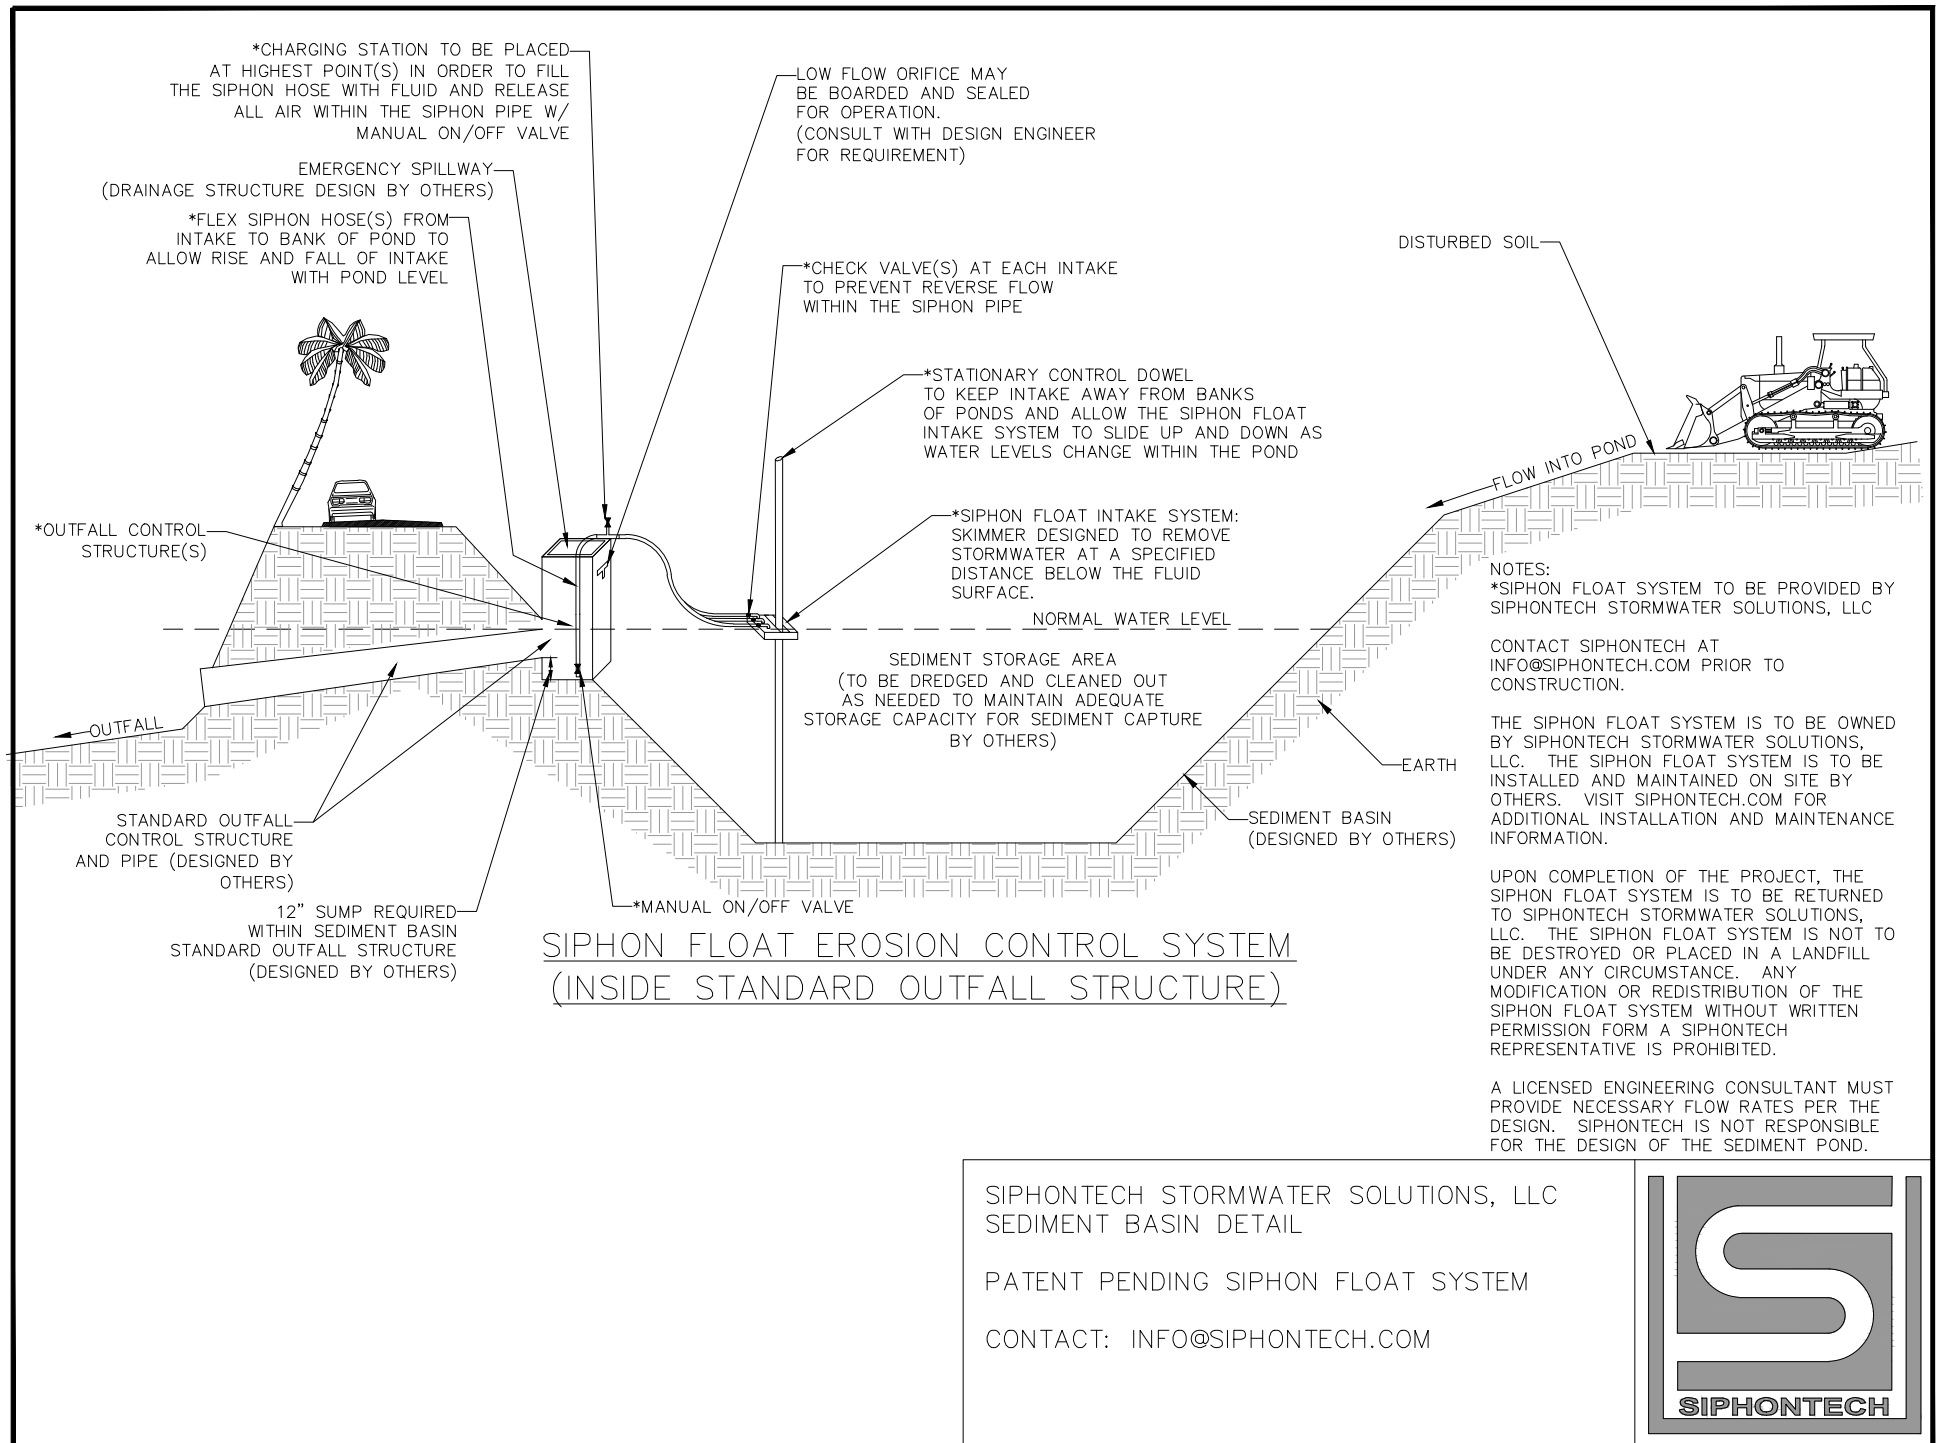 *CHARGING STATION TO BE PLACED
AT HIGHEST POINT(S) IN ORDER TO FILL
THE SIPHON HOSE WITH FLUID AND RELEASE
ALL AIR WITHIN THE SIPHON PIPE W/
MANUAL ON/OFF VALVE
EMERGENCY SPILLWAY
(DRAINAGE STRUCTURE DESIGN BY OTHERS)
*FLEX SIPHON HOSE(S) FROM
INTAKE TO BANK OF POND TO
ALLOW RISE AND FALL OF INTAKE
WITH POND LEVEL
LOW FLOW ORIFICE MAY
BE BOARDED AND SEALED
FOR OPERATION.
(CONSULT WITH DESIGN ENGINEER
FOR REQUIREMENT)
*CHECK VALVE(S) AT EACH INTAKE
TO PREVENT REVERSE FLOW
WITHIN THE SIPHON PIPE
DISTURBED SOIL
*STATIONARY CONTROL DOWEL
TO KEEP INTAKE AWAY FROM BANKS
OF PONDS AND ALLOW THE SIPHON FLOAT
INTAKE SYSTEM TO SLIDE UP AND DOWN AS
WATER LEVELS CHANGE WITHIN THE POND
FLOW INTO POND
*OUTFALL CONTROL
STRUCTURE(S)
*SIPHON FLOAT INTAKE SYSTEM:
SKIMMER DESIGNED TO REMOVE
STORMWATER AT A SPECIFIED
DISTANCE BELOW THE FLUID
SURFACE.
NORMAL WATER LEVEL
SEDIMENT STORAGE AREA
(TO BE DREDGED AND CLEANED OUT
AS NEEDED TO MAINTAIN ADEQUATE
STORAGE CAPACITY FOR SEDIMENT CAPTURE
BY OTHERS)
OUTFALL
EARTH
SEDIMENT BASIN
(DESIGNED BY OTHERS)
STANDARD OUTFALL
CONTROL STRUCTURE
AND PIPE (DESIGNED BY
OTHERS)
12" SUMP REQUIRED
WITHIN SEDIMENT BASIN
STANDARD OUTFALL STRUCTURE
(DESIGNED BY OTHERS)
*MANUAL ON/OFF VALVE
SIPHON FLOAT EROSION CONTROL SYSTEM
(INSIDE STANDARD OUTFALL STRUCTURE)
NOTES:
*SIPHON FLOAT SYSTEM TO BE PROVIDED BY
SIPHONTECH STORMWATER SOLUTIONS, LLC
CONTACT SIPHONTECH AT
INFO@SIPHONTECH.COM PRIOR TO
CONSTRUCTION.
THE SIPHON FLOAT SYSTEM IS TO BE OWNED
BY SIPHONTECH STORMWATER SOLUTIONS,
LLC. THE SIPHON FLOAT SYSTEM IS TO BE
INSTALLED AND MAINTAINED ON SITE BY
OTHERS. VISIT SIPHONTECH.COM FOR
ADDITIONAL INSTALLATION AND MAINTENANCE
INFORMATION.
UPON COMPLETION OF THE PROJECT, THE
SIPHON FLOAT SYSTEM IS TO BE RETURNED
TO SIPHONTECH STORMWATER SOLUTIONS,
LLC. THE SIPHON FLOAT SYSTEM IS NOT TO
BE DESTROYED OR PLACED IN A LANDFILL
UNDER ANY CIRCUMSTANCE. ANY
MODIFICATION OR REDISTRIBUTION OF THE
SIPHON FLOAT SYSTEM WITHOUT WRITTEN
PERMISSION FORM A SIPHONTECH
REPRESENTATIVE IS PROHIBITED.
A LICENSED ENGINEERING CONSULTANT MUST
PROVIDE NECESSARY FLOW RATES PER THE
DESIGN. SIPHONTECH IS NOT RESPONSIBLE
FOR THE DESIGN OF THE SEDIMENT POND.
SIPHONTECH STORMWATER SOLUTIONS, LLC
SEDIMENT BASIN DETAIL
PATENT PENDING SIPHON FLOAT SYSTEM
CONTACT: INFO@SIPHONTECH.COM
SIPHONTECH